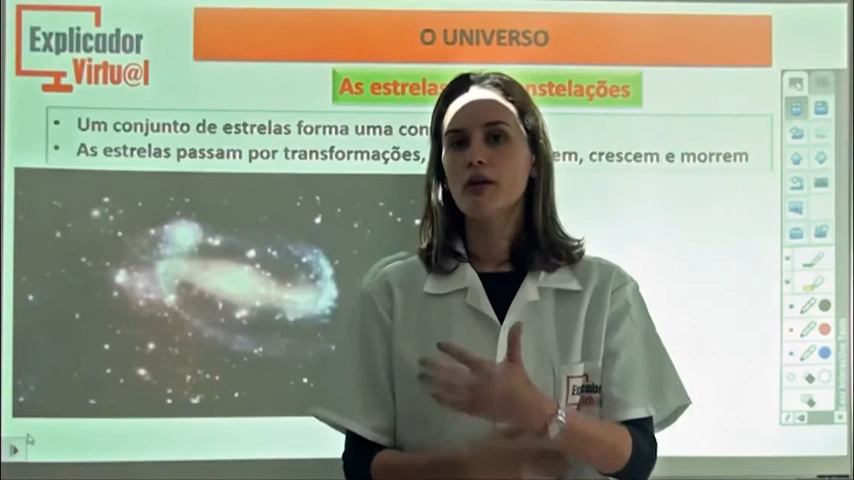 Explicador
Virtu@l
O UNIVERSO
As estrelas nstelações
• Um conjunto de estrelas forma uma con
• As estrelas passam por transformações, em, crescem e morrem
Explicador